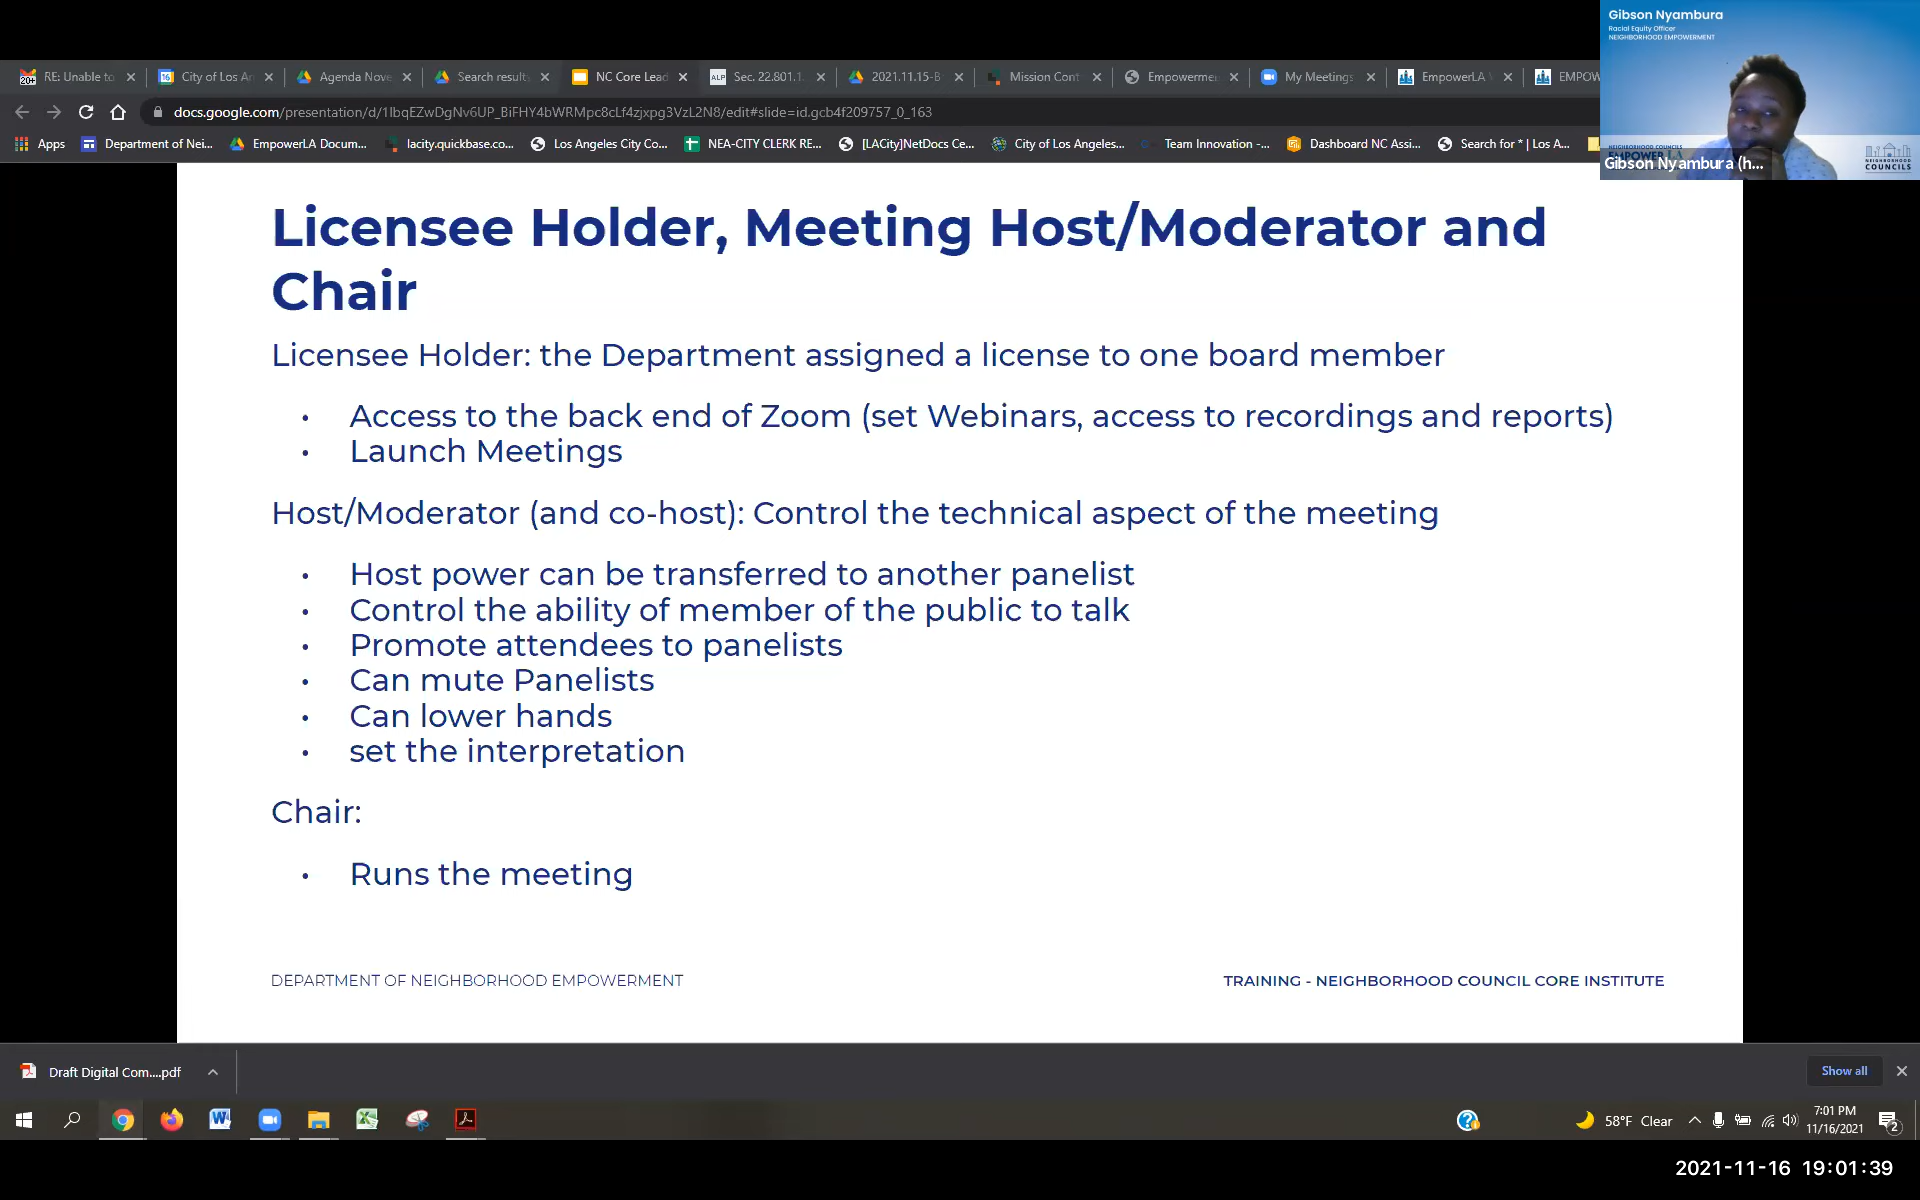 Gibson Nyambura
Racial Equity Officer
NEIGHBORHOOD EMPOWERMENT
RE: Unable to
City of Los An
Agenda Nove
Search results
NC Core Lead
Sec. 22.801.1
2021.11.15-B
Mission Cont
Empowerme
My Meetings
EmpowerLA
EMPOW
docs.google.com/presentation/d/1IbqEZwDgNv6UP_BiFHY4bWRMpc8cLf4zjxpg3VzL2N8/edit#slide=id.gcb4f209757_0_163
Apps
Department of Nei...
EmpowerLA Docum...
lacity.quickbase.co...
Los Angeles City Co...
NEA-CITY CLERK RE...
[LACity]NetDocs Ce...
City of Los Angeles...
Team Innovation -...
Dashboard NC Assi...
Search for * | Los A...
NEIGHBORHOOD COUNCILS
Gibson Nyambura (h...
NEIGHBORHOOD
COUNCILS
Licensee Holder, Meeting Host/Moderator and
Chair
Licensee Holder: the Department assigned a license to one board member
• Access to the back end of Zoom (set Webinars, access to recordings and reports)
• Launch Meetings
Host/Moderator (and co-host): Control the technical aspect of the meeting
• Host power can be transferred to another panelist
• Control the ability of member of the public to talk
• Promote attendees to panelists
• Can mute Panelists
• Can lower hands
• set the interpretation
Chair:
• Runs the meeting
DEPARTMENT OF NEIGHBORHOOD EMPOWERMENT
TRAINING - NEIGHBORHOOD COUNCIL CORE INSTITUTE
Draft Digital Com....pdf
Show all
58°F Clear
7:01 PM
11/16/2021
2
2021-11-16 19:01:39